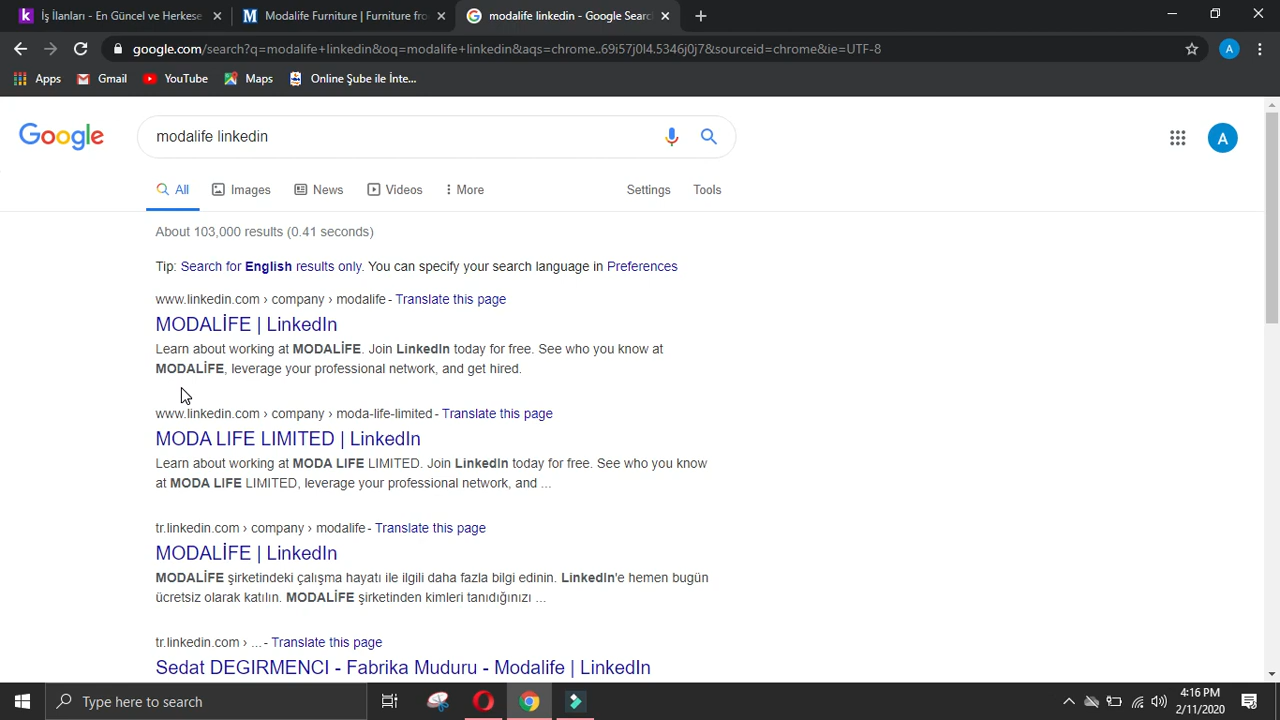 İş İlanları - En Güncel ve Herkese
Modalife Furniture | Furniture fro
modalife linkedin - Google Searc
google.com/search?q=modalife+linkedin&oq=modalife+linkedin&aqs=chrome..69i57j0l4.5346j0j7&sourceid=chrome&ie=UTF-8
A
Apps
Gmail
YouTube
Maps
Online Şube ile İnte...
Google
modalife linkedin
A
All
Images
News
Videos
More
Settings
Tools
About 103,000 results (0.41 seconds)
Tip: Search for English results only. You can specify your search language in Preferences
www.linkedin.com › company › modalife - Translate this page
MODALİFE | LinkedIn
Learn about working at MODALİFE. Join LinkedIn today for free. See who you know at
MODALİFE, leverage your professional network, and get hired.
www.linkedin.com › company › moda-life-limited - Translate this page
MODA LIFE LIMITED | LinkedIn
Learn about working at MODA LIFE LIMITED. Join LinkedIn today for free. See who you know
at MODA LIFE LIMITED, leverage your professional network, and ...
tr.linkedin.com › company › modalife - Translate this page
MODALİFE | LinkedIn
MODALİFE şirketindeki çalışma hayatı ile ilgili daha fazla bilgi edinin. LinkedIn'e hemen bugün
ücretsiz olarak katılın. MODALİFE şirketinden kimleri tanıdığınızı ...
tr.linkedin.com › ... - Translate this page
Sedat DEGIRMENCI - Fabrika Muduru - Modalife | LinkedIn
Type here to search
4:16 PM
2/11/2020